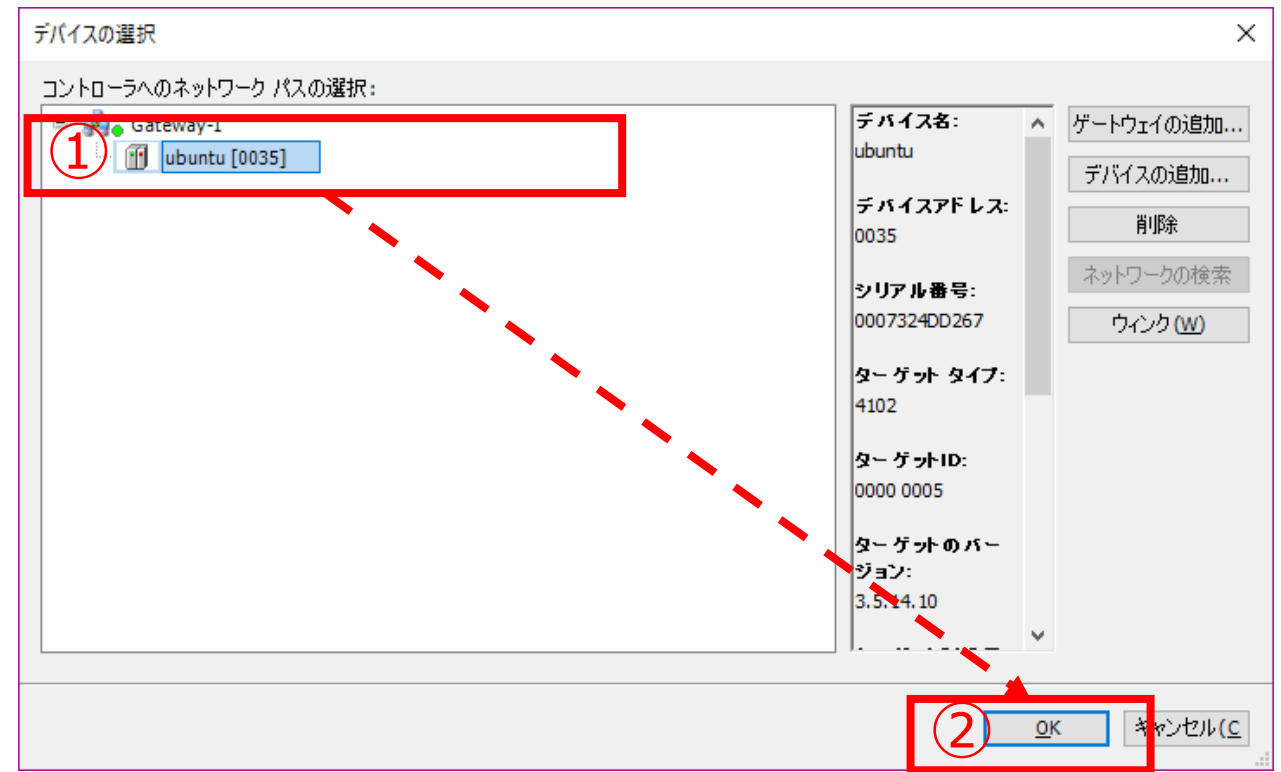 デバイスの選択
コントローラへのネットワーク パスの選択:
Gateway-1
①
ubuntu [0035]
デバイス名:
ubuntu
デバイスアドレス:
0035
シリアル番号:
0007324DD267
ターゲット タイプ:
4102
ターゲットID:
0000 0005
ターゲットのバー
ジョン:
3.5.14.10
ゲートウェイの追加...
デバイスの追加...
削除
ネットワークの検索
ウィンク(W)
②
OK
キャンセル(C